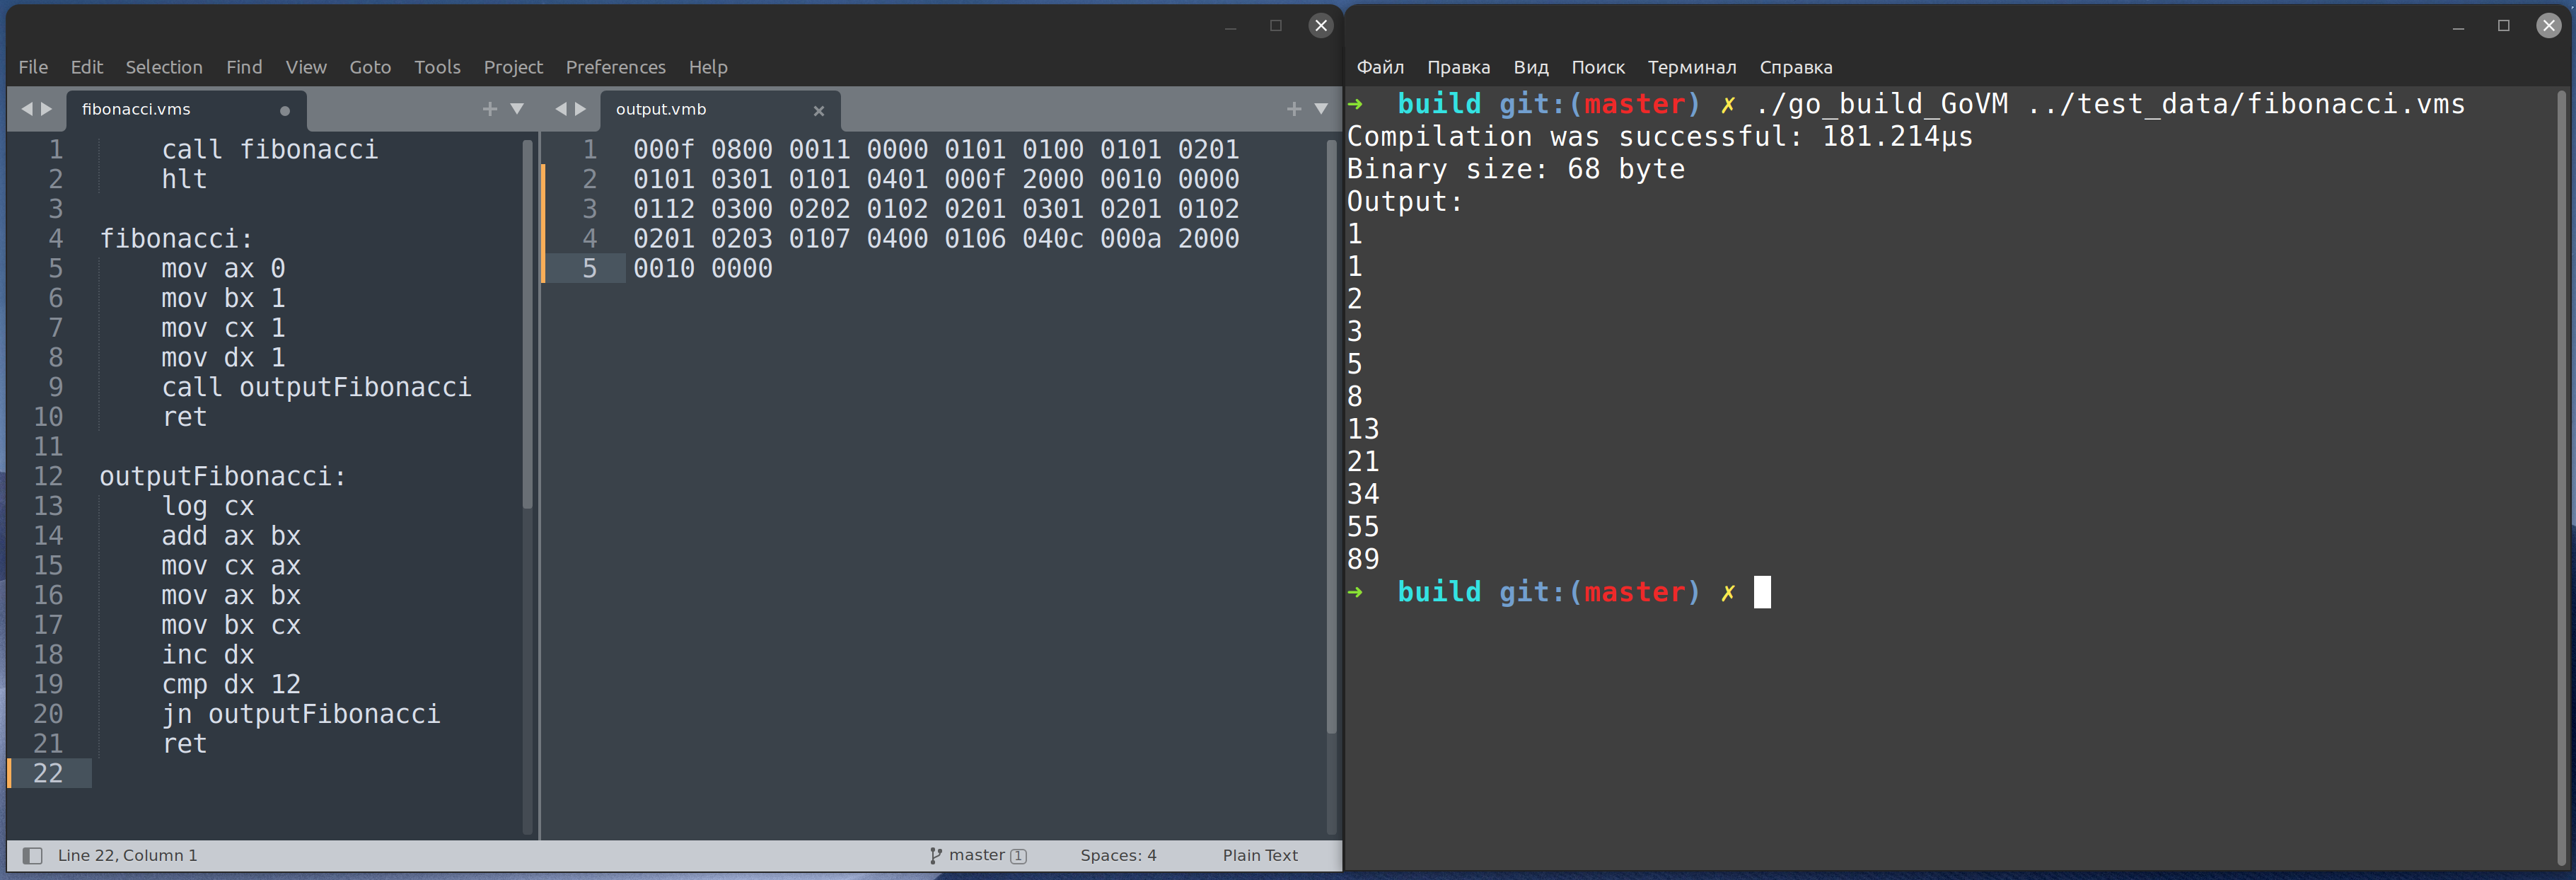 File Edit Selection Find View Goto Tools Project Preferences Help
fibonacci.vms
output.vmb
1 call fibonacci
2 hlt
3
4 fibonacci:
5 mov ax 0
6 mov bx 1
7 mov cx 1
8 mov dx 1
9 call outputFibonacci
10 ret
11
12 outputFibonacci:
13 log cx
14 add ax bx
15 mov cx ax
16 mov ax bx
17 mov bx cx
18 inc dx
19 cmp dx 12
20 jn outputFibonacci
21 ret
22
1 000f 0800 0011 0000 0101 0100 0101 0201
2 0101 0301 0101 0401 000f 2000 0010 0000
3 0112 0300 0202 0102 0201 0301 0201 0102
4 0201 0203 0107 0400 0106 040c 000a 2000
5 0010 0000
Line 22, Column 1
master 1
Spaces: 4
Plain Text
Файл Правка Вид Поиск Терминал Справка
➜ build git:(master) ✗ ./go_build_GoVM ../test_data/fibonacci.vms
Compilation was successful: 181.214µs
Binary size: 68 byte
Output:
1
1
2
3
5
8
13
21
34
55
89
➜ build git:(master) ✗